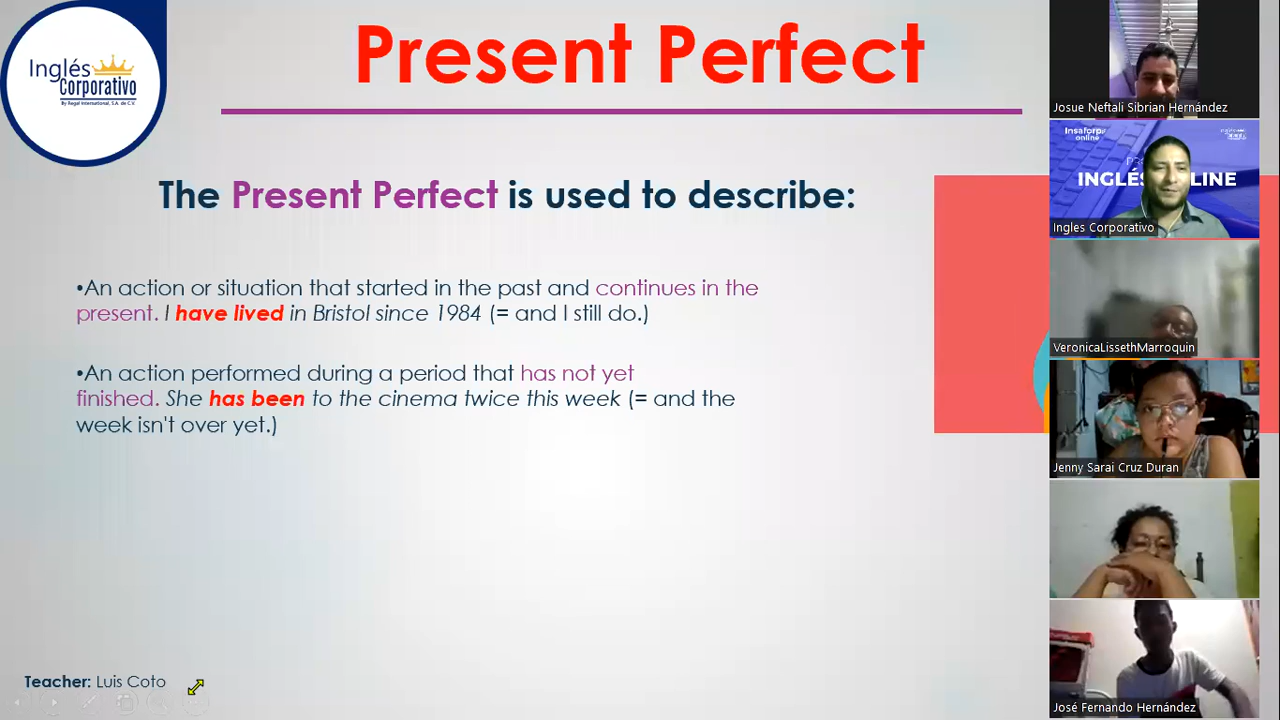 Inglés
Corporativo
By Regal International, S.A. de C.V.
Present Perfect
The Present Perfect is used to describe:
•An action or situation that started in the past and continues in the
present. I have lived in Bristol since 1984 (= and I still do.)
•An action performed during a period that has not yet
finished. She has been to the cinema twice this week (= and the
week isn't over yet.)
Teacher: Luis Coto
Josue Neftali Sibrian Hernández
Insaforp
online
INGLÉS LINE
Ingles Corporativo
VeronicaLissethMarroquin
Jenny Sarai Cruz Duran
José Fernando Hernández